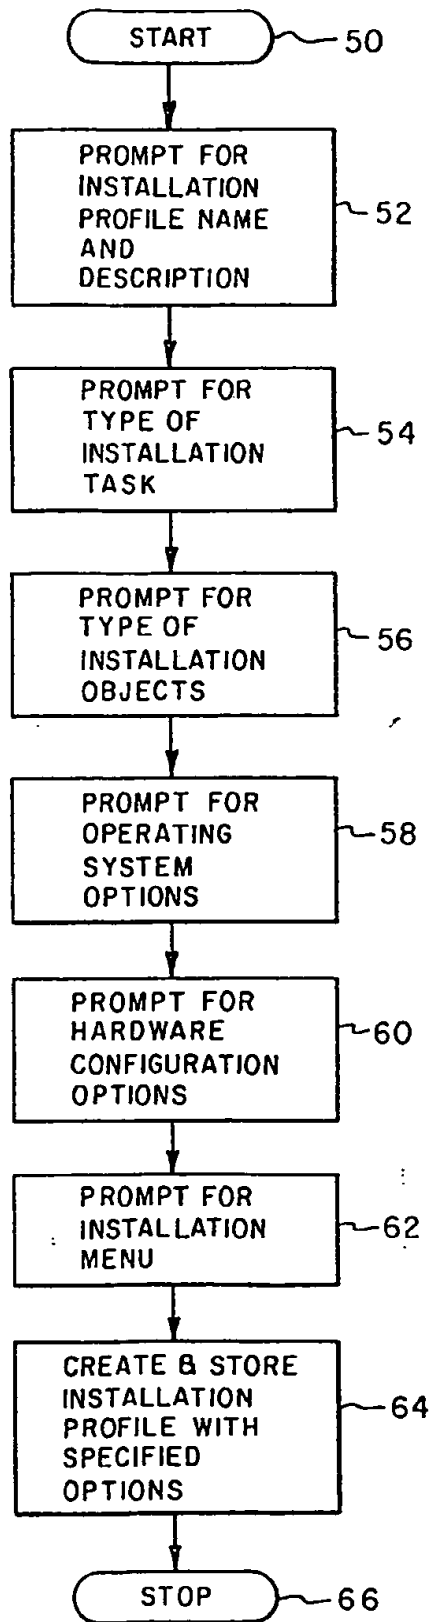 START
50
PROMPT FOR
INSTALLATION
PROFILE NAME
AND
DESCRIPTION
52
PROMPT FOR
TYPE OF
INSTALLATION
TASK
54
PROMPT FOR
TYPE OF
INSTALLATION
OBJECTS
56
PROMPT FOR
OPERATING
SYSTEM
OPTIONS
58
PROMPT FOR
HARDWARE
CONFIGURATION
OPTIONS
60
PROMPT FOR
INSTALLATION
MENU
62
CREATE & STORE
INSTALLATION
PROFILE WITH
SPECIFIED
OPTIONS
64
STOP
66